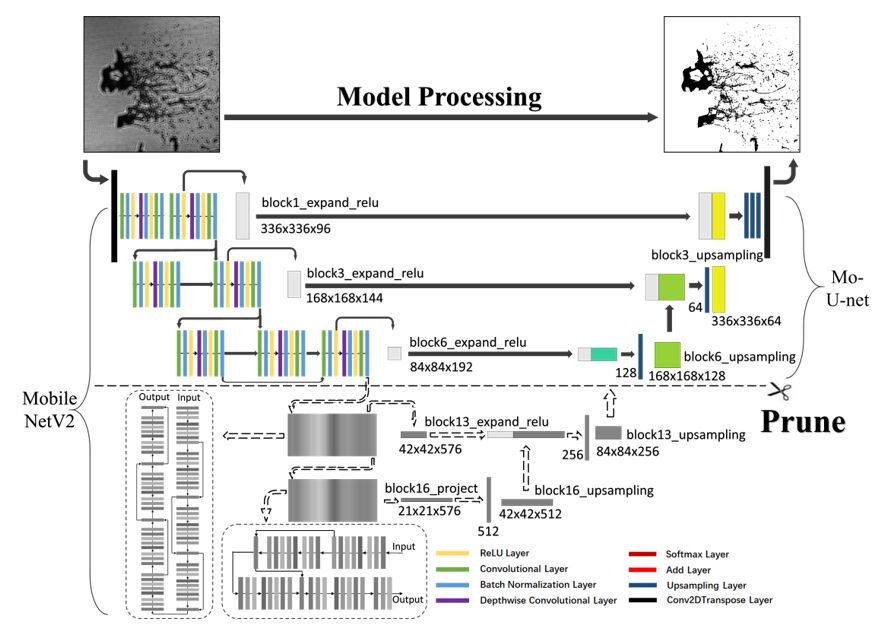 Model Processing
block1_expand_relu
336x336x96
block3_upsampling
block3_expand_relu
168x168x144
64
336x336x64
Mo-
U-net
block6_expand_relu
84x84x192
128
block6_upsampling
168x168x128
Mobile
NetV2
Prune
Output
Input
block13_expand_relu
42x42x576
256
block13_upsampling
84x84x256
block16_project
21x21x576
512
block16_upsampling
42x42x512
Input
Output
ReLU Layer
Convolutional Layer
Batch Normalization Layer
Depthwise Convolutional Layer
Softmax Layer
Add Layer
Upsampling Layer
Conv2DTranspose Layer